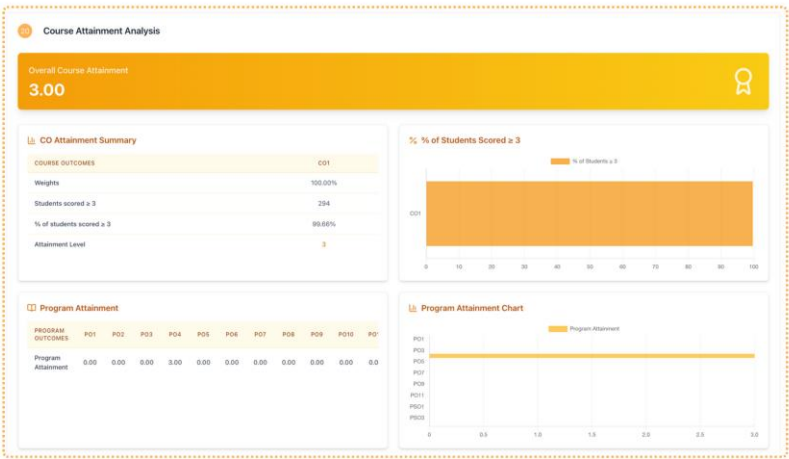 Course Attainment Analysis
Overall Course Attainment
3.00
CO Attainment Summary
COURSE OUTCOMES CO1
Weights 100.00%
Students scored ≥ 3 294
% of students scored ≥ 3 99.66%
Attainment Level 3
% of Students Scored ≥ 3
% of Students ≥ 3
CO1
0 10 20 30 40 50 60 70 80 90 100
Program Attainment
PROGRAM OUTCOMES PO1 PO2 PO3 PO4 PO5 PO6 PO7 PO8 PO9 PO10 PO1
Program Attainment 0.00 0.00 0.00 3.00 0.00 0.00 0.00 0.00 0.00 0.00 0.0
Program Attainment Chart
Program Attainment
PO1
PO3
PO5
PO7
PO9
PO11
PSO1
PSO3
0 0.5 1.0 1.5 2.0 2.5 3.0